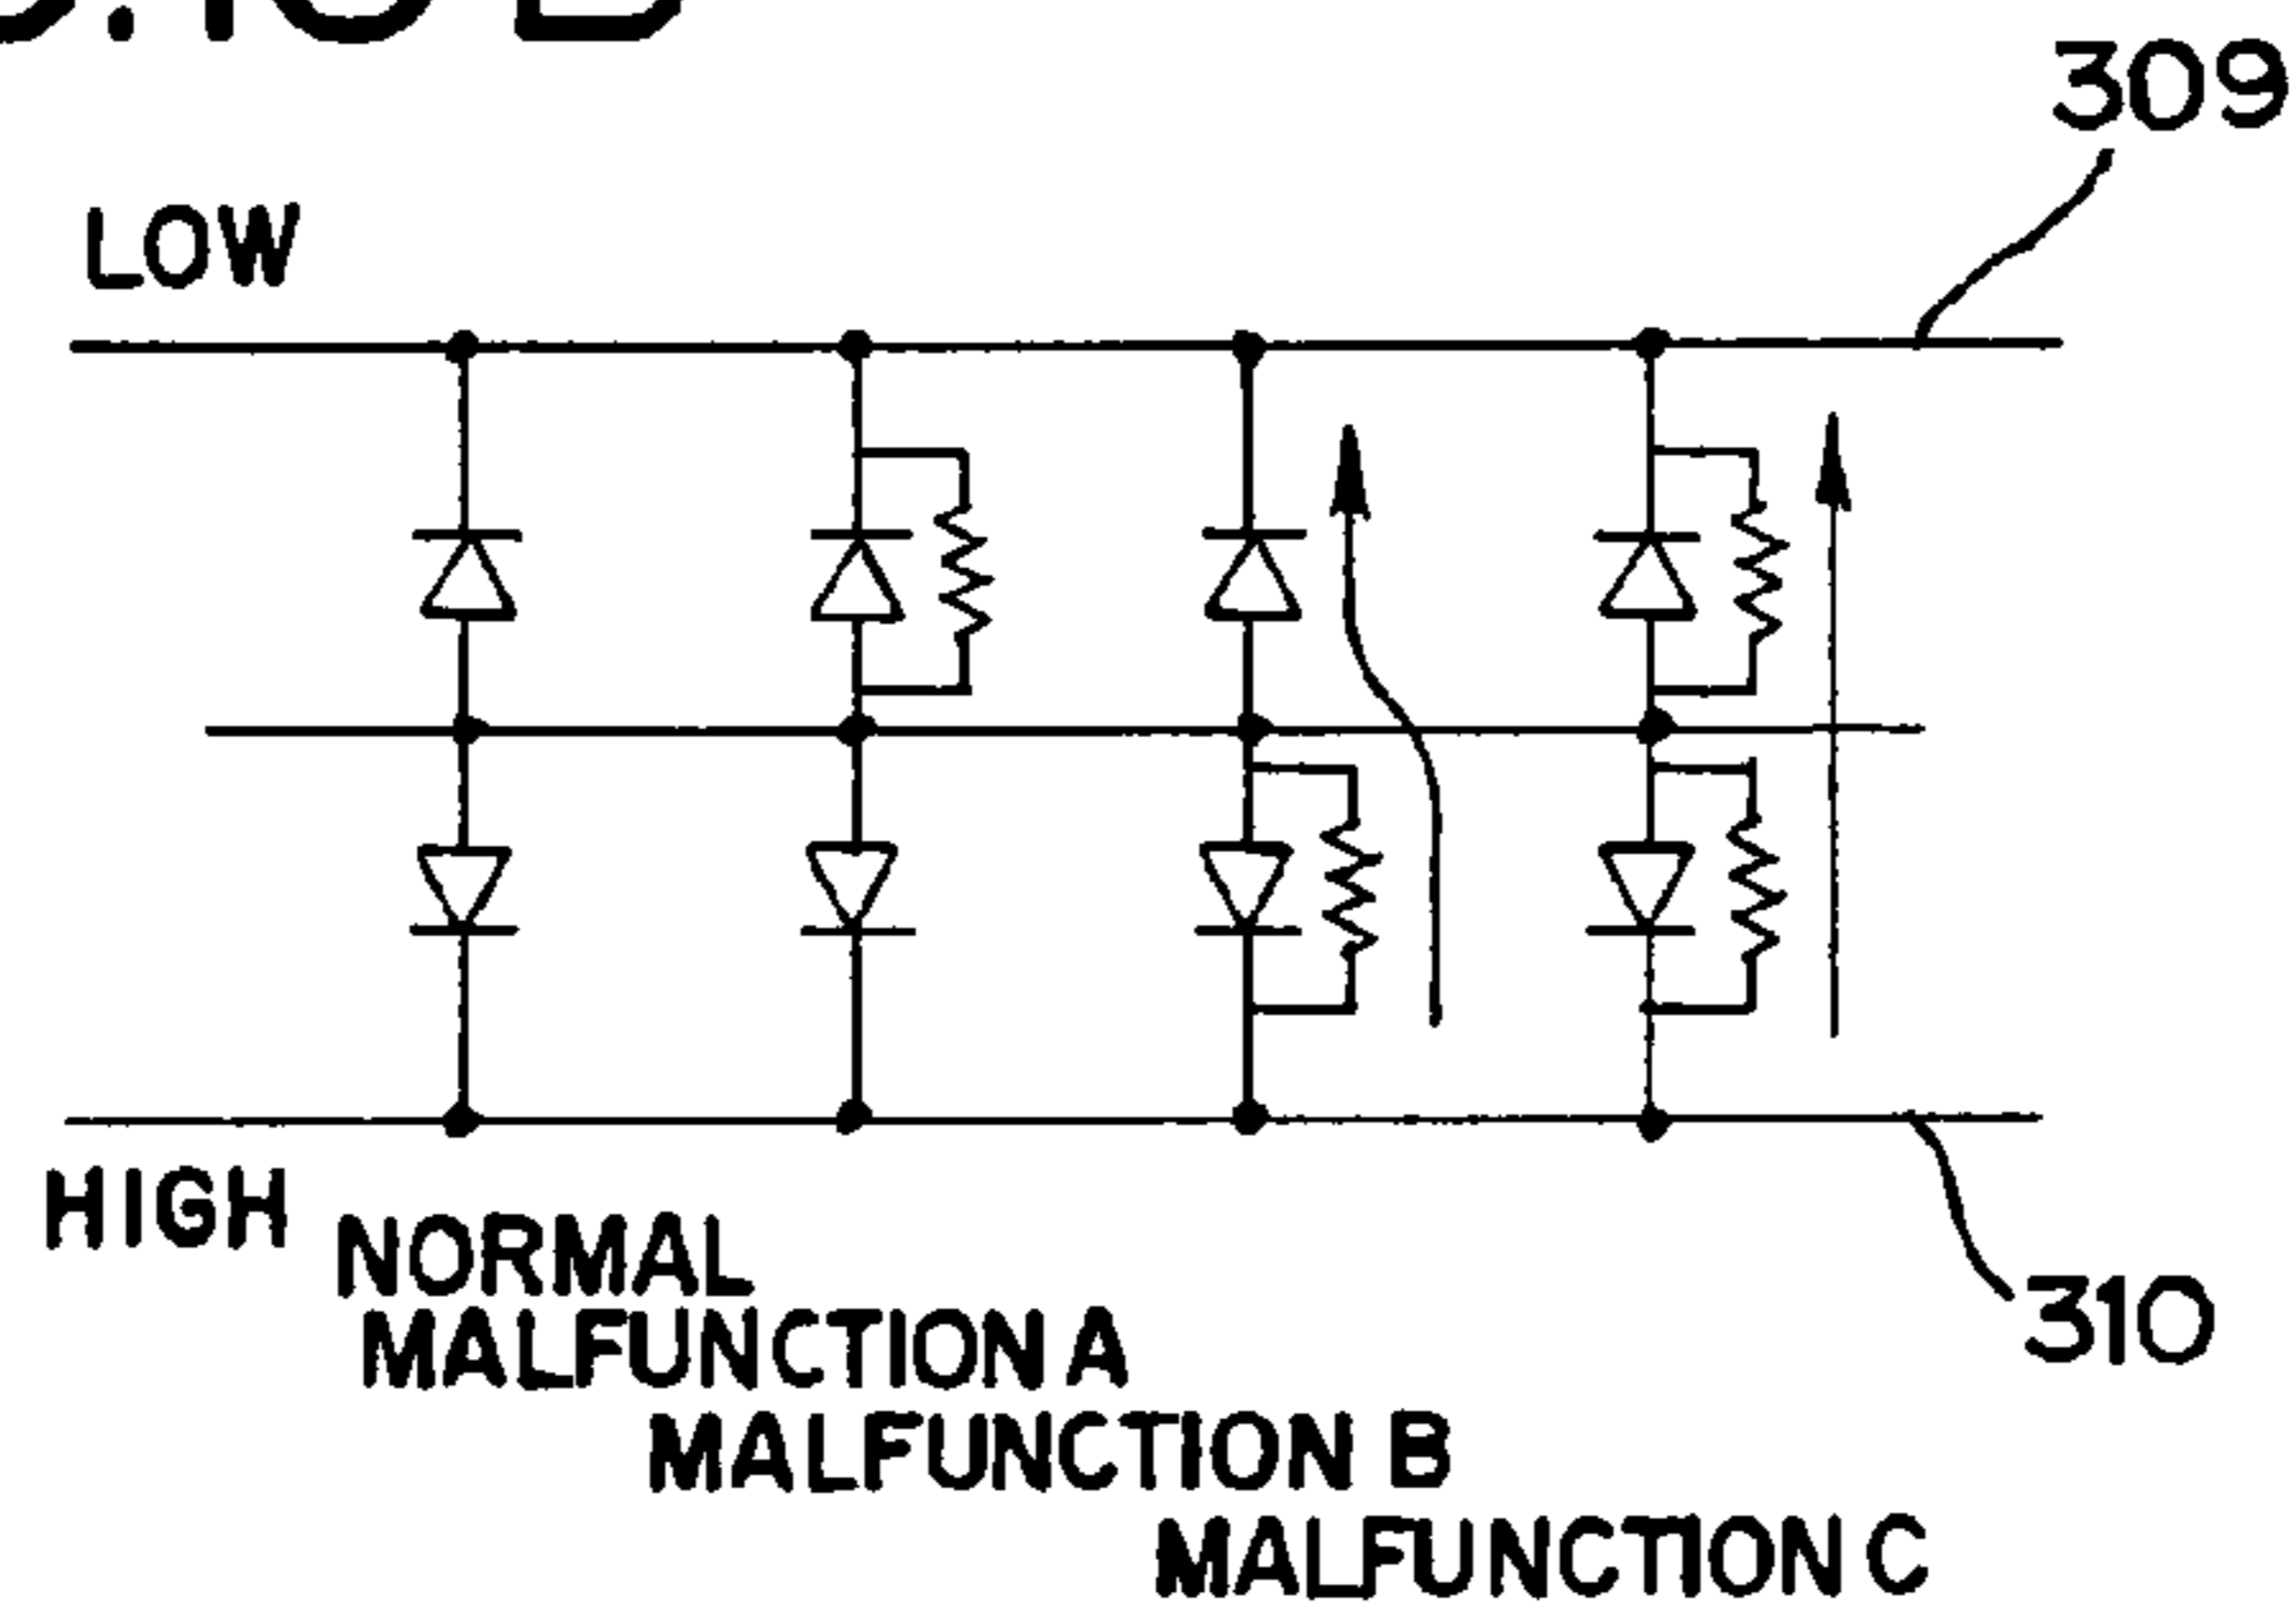 309
LOW
HIGH
NORMAL
MALFUNCTION A
310
MALFUNCTION B
MALFUNCTION C